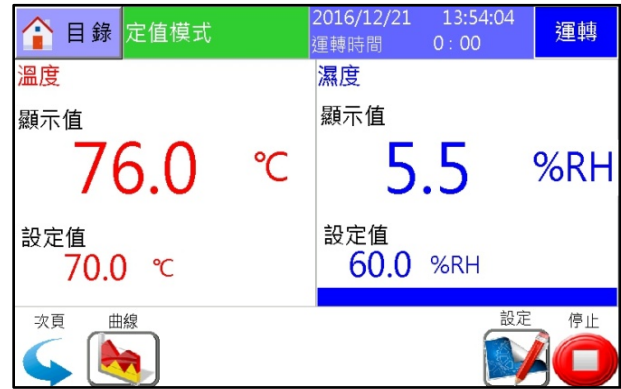 目錄
定值模式
2016/12/21 13:54:04
運轉時間 0:00
運轉
溫度
顯示值
76.0 ℃
設定值
70.0 ℃
濕度
顯示值
5.5 %RH
設定值
60.0 %RH
次頁
曲線
設定
停止